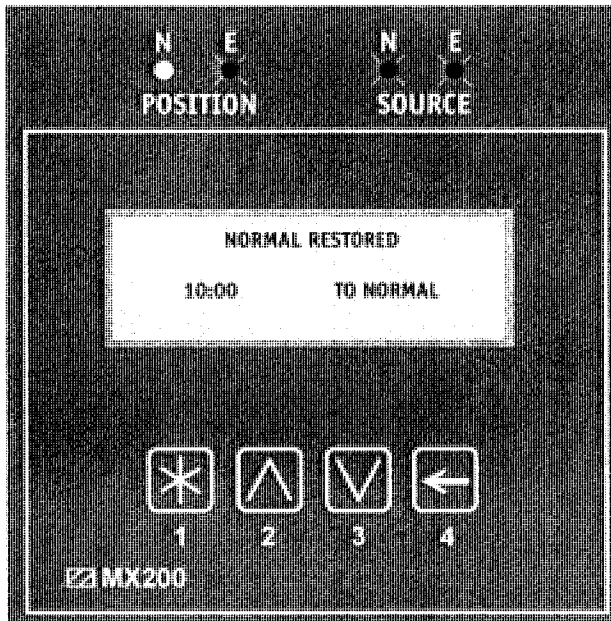 N E N E
POSITION SOURCE
NORMAL RESTORED
10:00 TO NORMAL
1 2 3 4
MX200